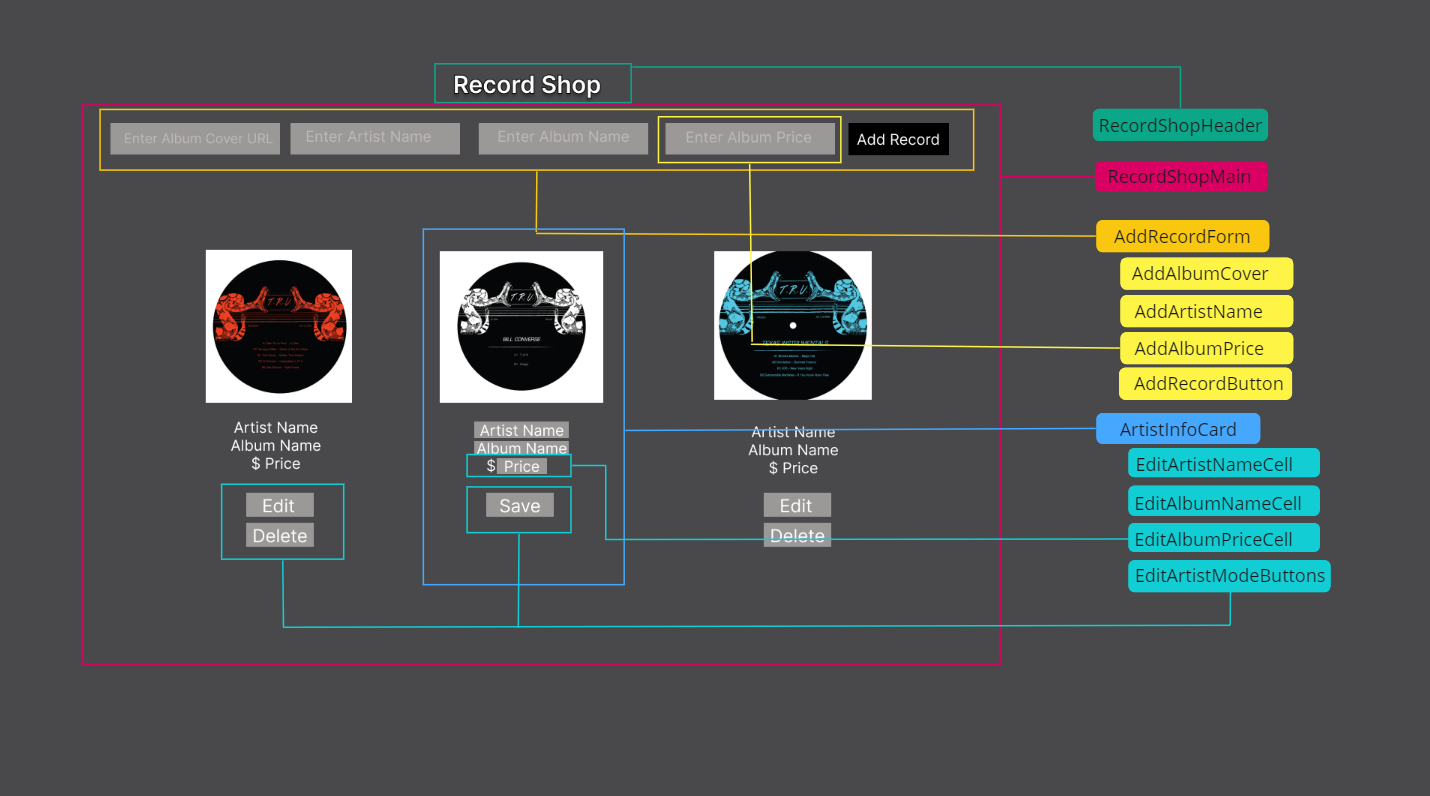 Record Shop
RecordShopHeader
Enter Album Cover URL
Enter Artist Name
Enter Album Name
Enter Album Price
Add Record
RecordShopMain
AddRecordForm
AddAlbumCover
AddArtistName
AddAlbumPrice
AddRecordButton
T.R.U
T.R.U
BILL CONVERSE
T.R.U
TEXAS INSTRUMENTALS
Artist Name
Album Name
$ Price
Edit
Delete
Artist Name
Album Name
$ Price
Save
Artist Name
Album Name
$ Price
Edit
Delete
ArtistInfoCard
EditArtistNameCell
EditAlbumNameCell
EditAlbumPriceCell
EditArtistModeButtons